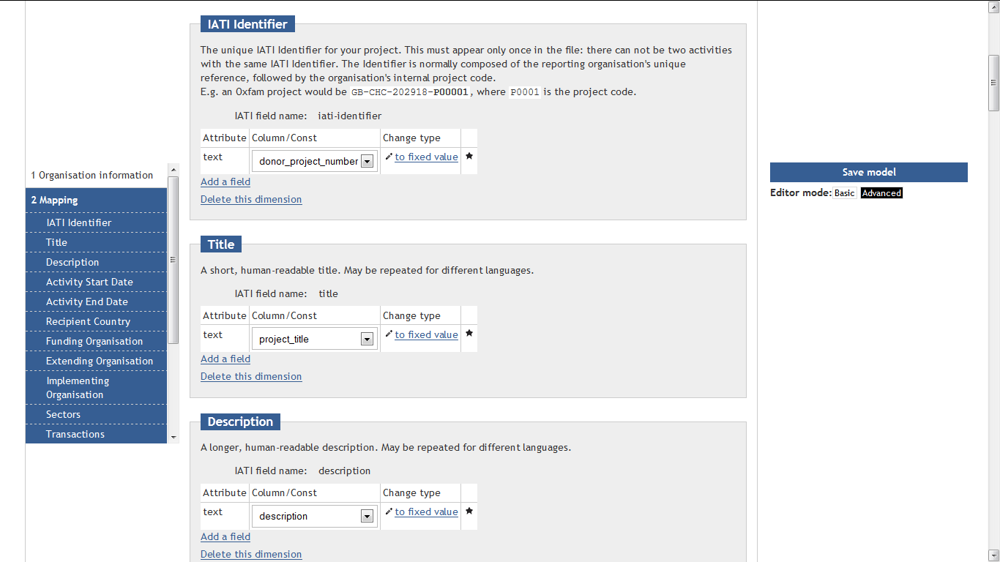 1 Organisation information
2 Mapping
IATI Identifier
Title
Description
Activity Start Date
Activity End Date
Recipient Country
Funding Organisation
Extending Organisation
Implementing
Organisation
Sectors
Transactions
IATI Identifier
The unique IATI Identifier for your project. This must appear only once in the file: there can not be two activities
with the same IATI Identifier. The Identifier is normally composed of the reporting organisation's unique
reference, followed by the organisation's internal project code.
E.g. an Oxfam project would be GB-CHC-202918-P00001, where P0001 is the project code.
IATI field name: iati-identifier
Attribute Column/Const Change type
text donor_project_number to fixed value
Add a field
Delete this dimension
Title
A short, human-readable title. May be repeated for different languages.
IATI field name: title
Attribute Column/Const Change type
text project_title to fixed value
Add a field
Delete this dimension
Description
A longer, human-readable description. May be repeated for different languages.
IATI field name: description
Attribute Column/Const Change type
text description to fixed value
Add a field
Delete this dimension
Save model
Editor mode: Basic Advanced